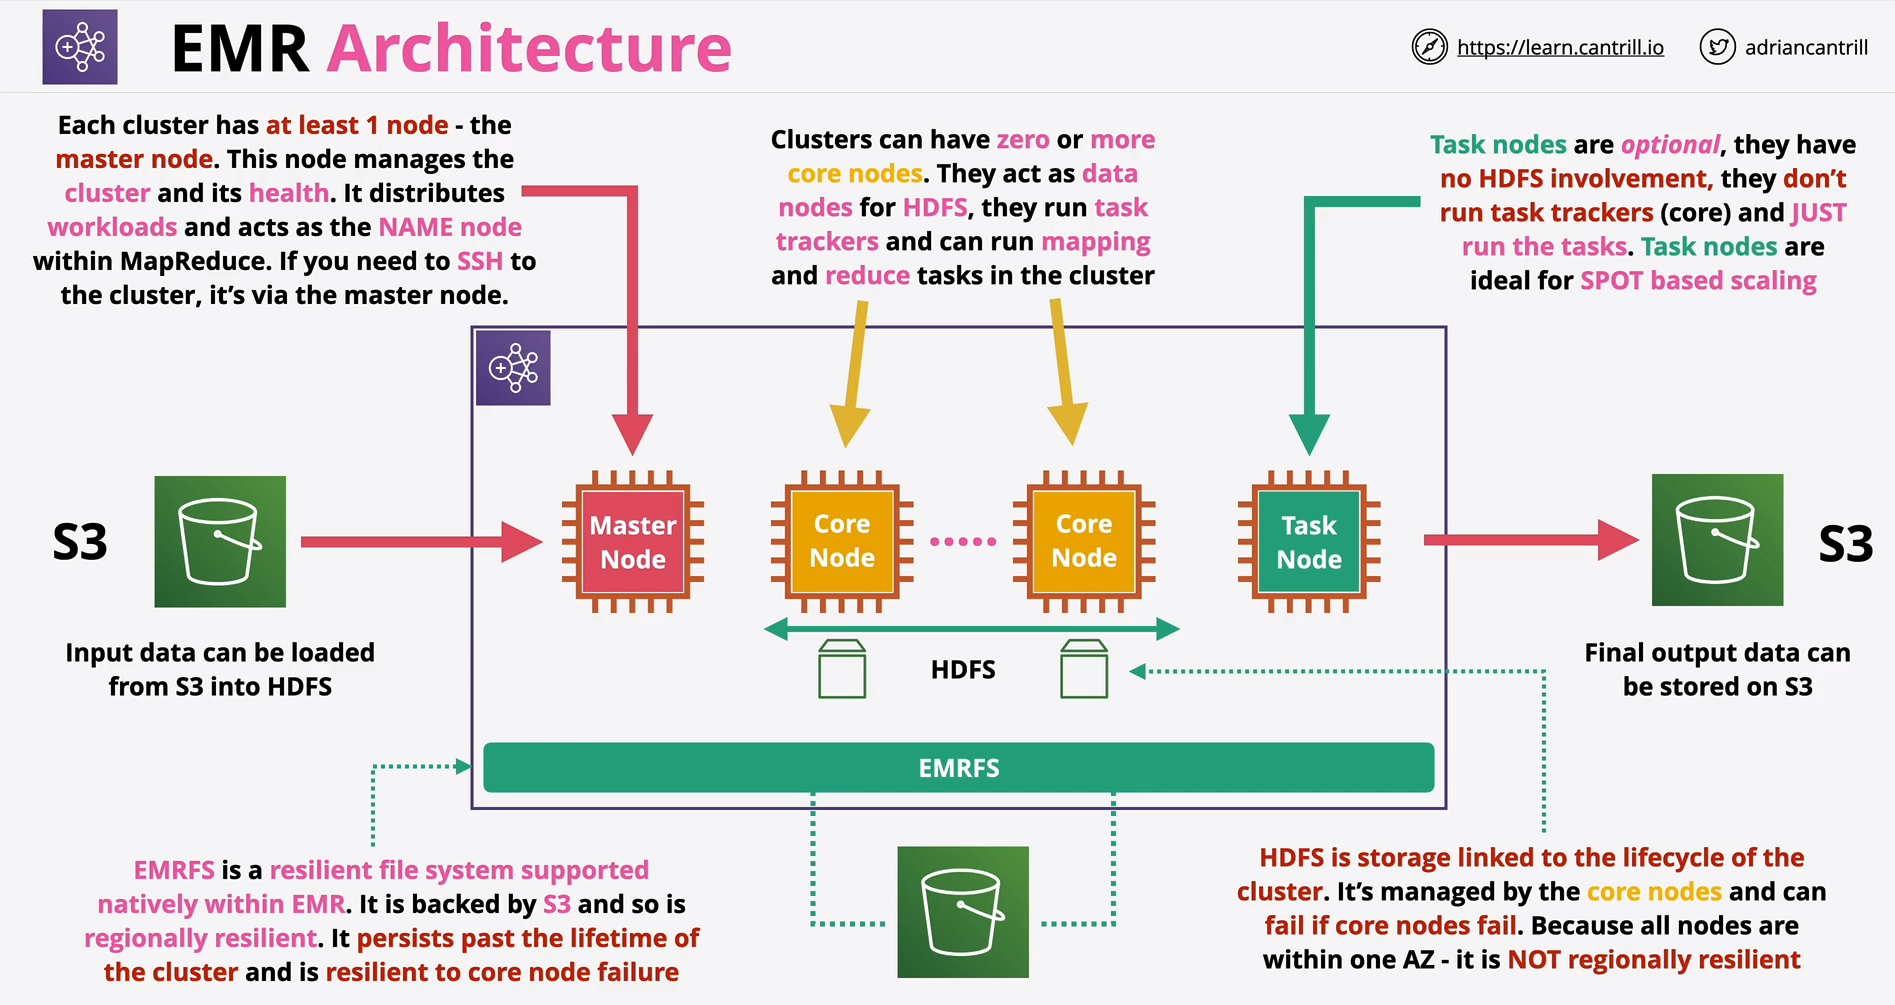 EMR Architecture
https://learn.cantrill.io
adriancantrill
Each cluster has at least 1 node - the
master node. This node manages the
cluster and its health. It distributes
workloads and acts as the NAME node
within MapReduce. If you need to SSH to
the cluster, it's via the master node.
Clusters can have zero or more
core nodes. They act as data
nodes for HDFS, they run task
trackers and can run mapping
and reduce tasks in the cluster
Task nodes are optional, they have
no HDFS involvement, they don't
run task trackers (core) and JUST
run the tasks. Task nodes are
ideal for SPOT based scaling
S3
Input data can be loaded
from S3 into HDFS
Master
Node
Core
Node
Core
Node
Task
Node
HDFS
S3
Final output data can
be stored on S3
EMRFS
EMRFS is a resilient file system supported
natively within EMR. It is backed by S3 and so is
regionally resilient. It persists past the lifetime of
the cluster and is resilient to core node failure
HDFS is storage linked to the lifecycle of the
cluster. It's managed by the core nodes and can
fail if core nodes fail. Because all nodes are
within one AZ - it is NOT regionally resilient